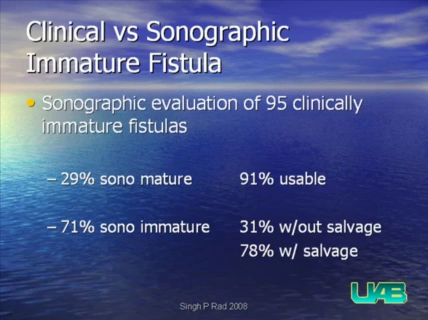 Clinical vs Sonographic
Immature Fistula
• Sonographic evaluation of 95 clinically
immature fistulas
– 29% sono mature 91% usable
– 71% sono immature 31% w/out salvage
78% w/ salvage
UAB
Singh P Rad 2008